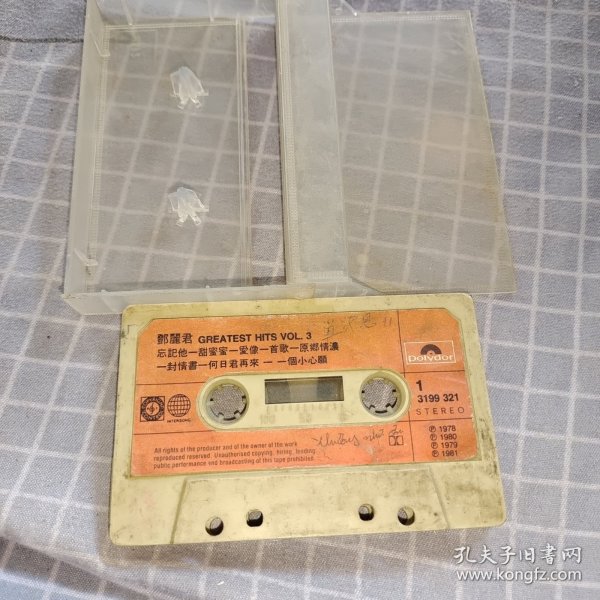 鄧麗君 GREATEST HITS VOL. 3
忘記他一甜蜜蜜一愛像一首歌一原鄉情濃
一封情書一何日君再來一 一個小心願
polydor
1
3199 321
STEREO
INTERSONG
All rights of the producer and of the owner of the work
reproduced reserved. Unauthorised copying, hiring, lending
public performance and broadcasting of this tape prohibited.
℗ 1978
℗ 1980
℗ 1979
℗ 1981
孔夫子旧书网
www.kongfz.com